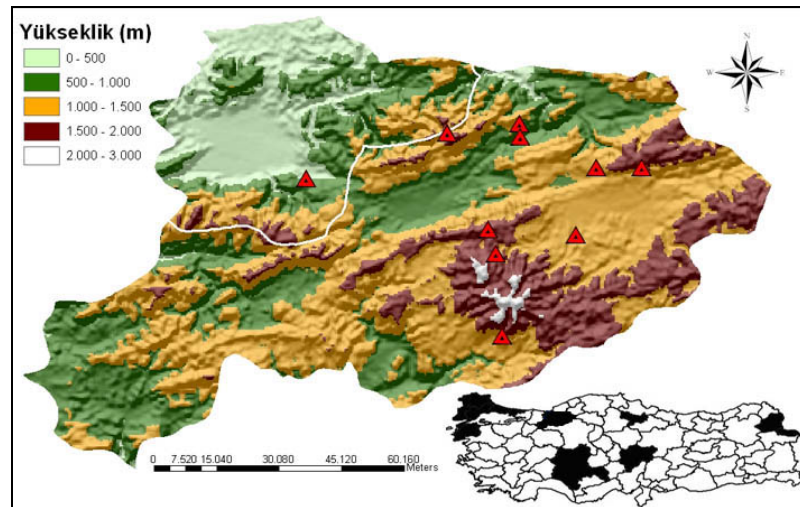 Yükseklik (m)
0 - 500
500 - 1.000
1.000 - 1.500
1.500 - 2.000
2.000 - 3.000
N
W E
S
0 7.520 15.040 30.080 45.120 60.160
Meters